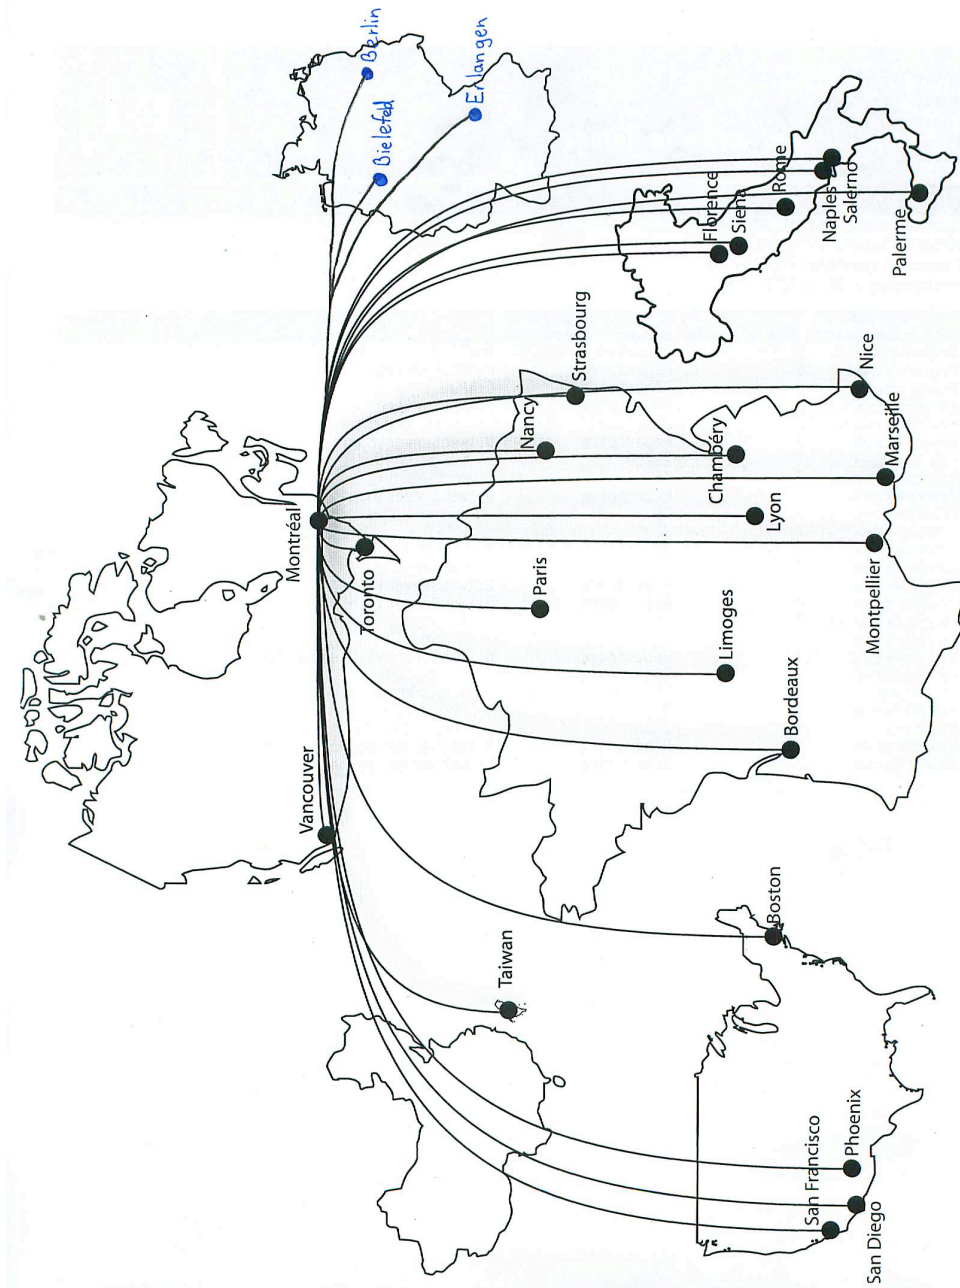 Montréal
Vancouver
Toronto
Taiwan
San Francisco
San Diego
Phoenix
Boston
Bordeaux
Limoges
Paris
Montpellier
Lyon
Marseille
Chambéry
Nancy
Strasbourg
Nice
Florence
Siena
Rome
Naples
Salerno
Palerme
Bielefeld
Berlin
Erlangen